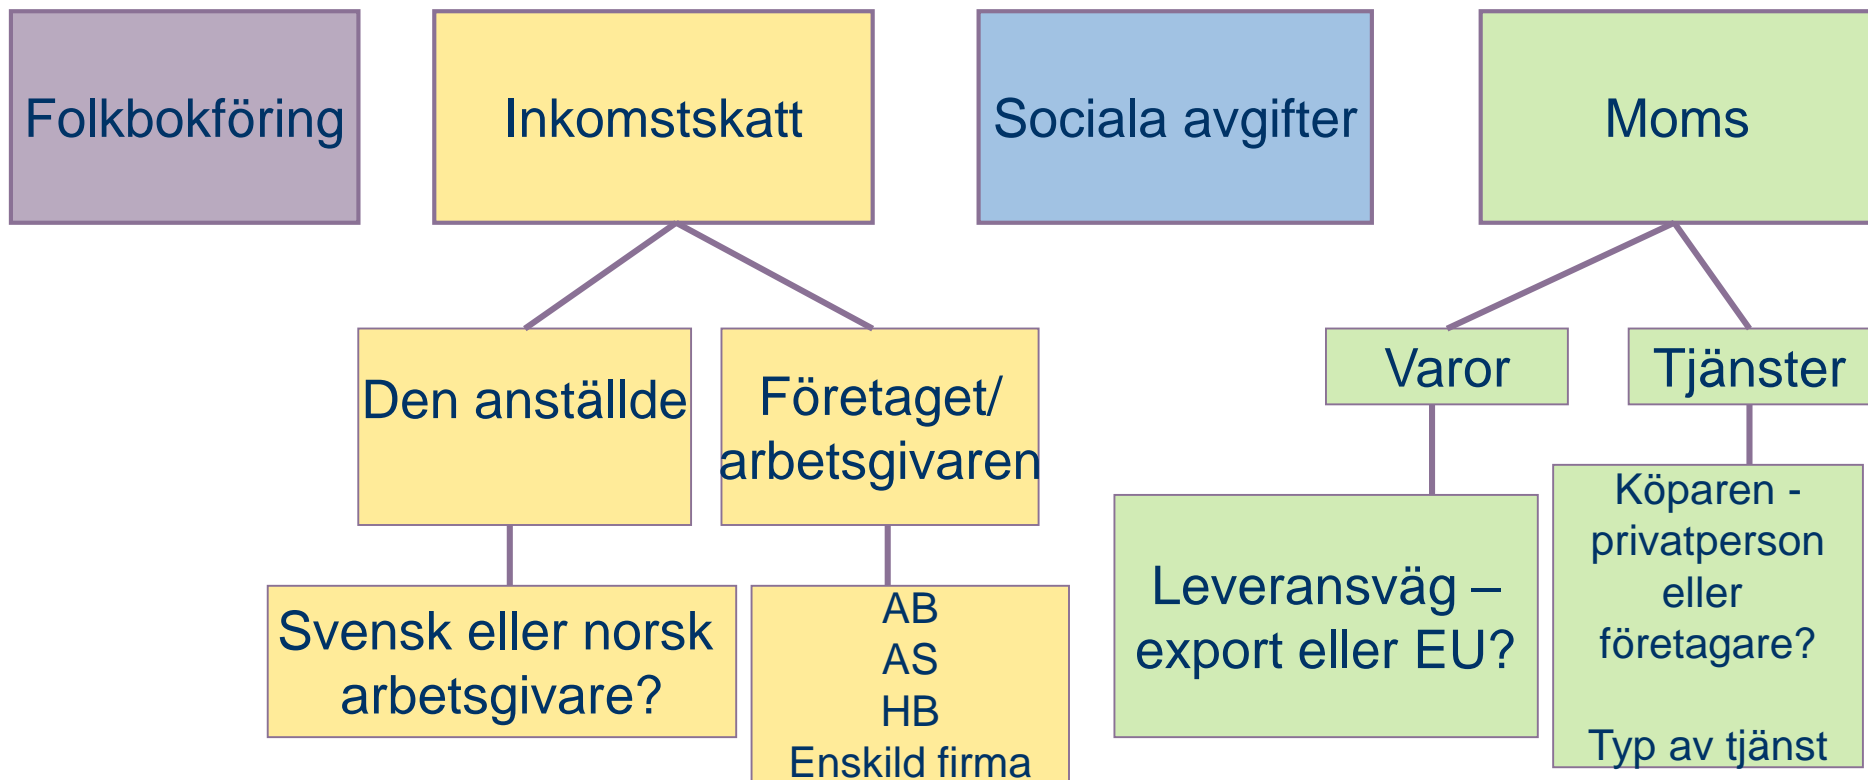 Folkbokföring
Inkomstskatt
Sociala avgifter
Moms
Den anställde
Företaget/
arbetsgivaren
Varor
Tjänster
Svensk eller norsk
arbetsgivare?
AB
AS
HB
Enskild firma
Leveransväg –
export eller EU?
Köparen -
privatperson
eller
företagare?
Typ av tjänst